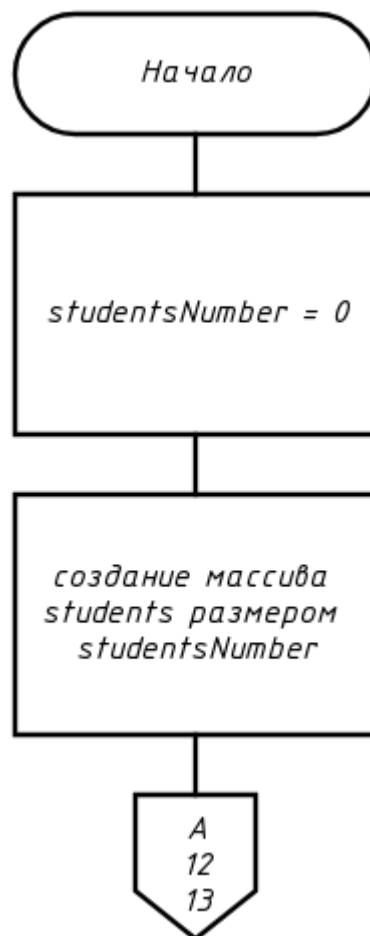 Начало
studentsNumber = 0
создание массива
students размером
studentsNumber
А
12
13